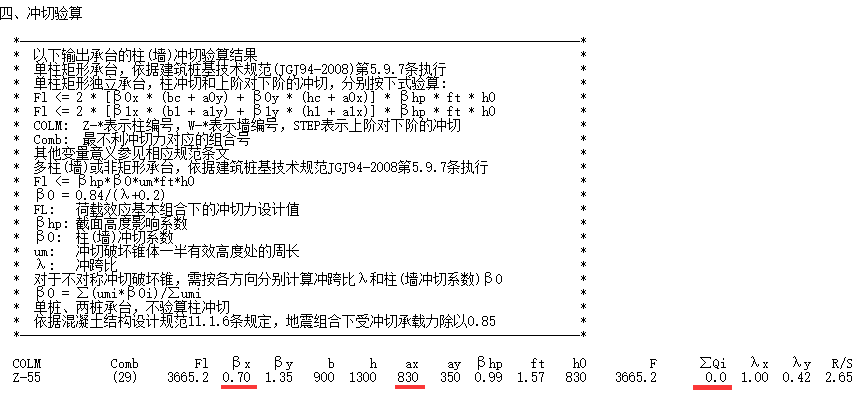 四、冲切验算
*---------------------------------------------------------------------------------*
* 以下输出承台的柱(墙)冲切验算结果 *
* 单柱矩形承台，依据建筑桩基技术规范(JGJ94-2008)第5.9.7条执行 *
* 单柱矩形独立承台，柱冲切和上阶对下阶的冲切，分别按下式验算: *
* Fl <= 2 * [β0x * (bc + a0y) + β0y * (hc + a0x)] * βhp * ft * h0 *
* Fl <= 2 * [β1x * (b1 + a1y) + β1y * (h1 + a1x)] * βhp * ft * h0 *
* COLM: Z-*表示柱编号，W-*表示墙编号，STEP表示上阶对下阶的冲切 *
* Comb: 最不利冲切力对应的组合号 *
* 其他变量意义参见相应规范条文 *
* 多柱(墙)或非矩形承台，依据建筑桩基技术规范JGJ94-2008第5.9.7条执行 *
* Fl <= βhp*β0*um*ft*h0 *
* β0 = 0.84/(λ+0.2) *
* FL: 荷载效应基本组合下的冲切力设计值 *
* βhp: 截面高度影响系数 *
* β0: 柱(墙)冲切系数 *
* um: 冲切破坏锥体一半有效高度处的周长 *
* λ: 冲跨比 *
* 对于不对称冲切破坏锥，需按各方向分别计算冲跨比λ和柱(墙冲切系数)β0 *
* β0 = ∑(umi*β0i)/∑umi *
* 单桩、两桩承台，不验算柱冲切 *
* 依据混凝土结构设计规范11.1.6条规定，地震组合下受冲切承载力除以0.85 *
*---------------------------------------------------------------------------------*
COLM Comb Fl βx βy b h ax ay βhp ft h0 F ∑Qi λx λy R/S
Z-55 (29) 3665.2 0.70 1.35 900 1300 830 350 0.99 1.57 830 3665.2 0.0 1.00 0.42 2.65